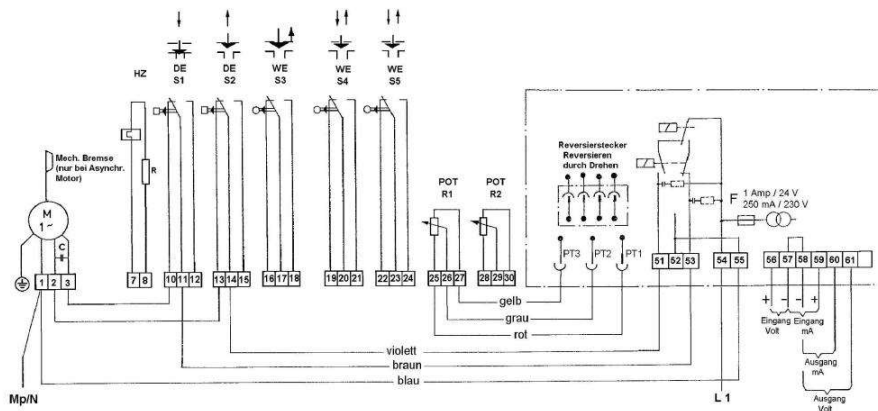 HZ
DE
S1
DE
S2
WE
S3
WE
S4
WE
S5
Mech. Bremse
(nur bei Asynchr.
Motor)
R
M
1 ~
C
POT
R1
POT
R2
Reversierstecker
Reversieren
durch Drehen
F
1 Amp / 24 V
250 mA / 230 V
PT3
PT2
PT1
1 2 3
7 8
10 11 12
13 14 15
16 17 18
19 20 21
22 23 24
25 26 27
28 29 30
51 52 53
54 55
56 57 58 59 60 61
+ - - +
Eingang
Volt
Eingang
mA
Ausgang
mA
Ausgang
Volt
gelb
grau
rot
violett
braun
blau
Mp/N
L 1